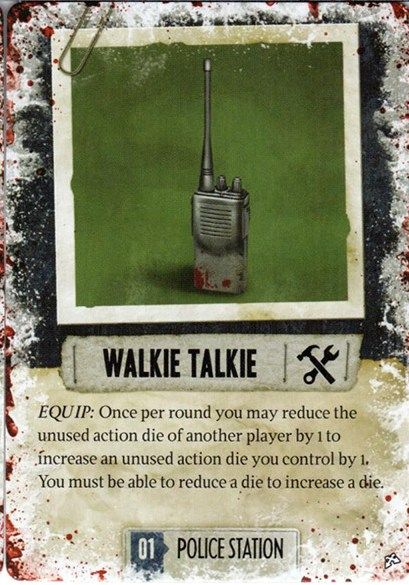 WALKIE TALKIE
EQUIP: Once per round you may reduce the
unused action die of another player by 1 to
increase an unused action die you control by 1.
You must be able to reduce a die to increase a die.
01 POLICE STATION